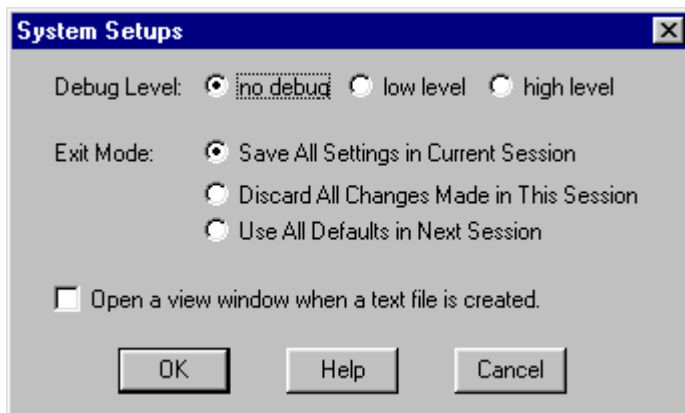 System Setups
Debug Level: no debug low level high level
Exit Mode: Save All Settings in Current Session
Discard All Changes Made in This Session
Use All Defaults in Next Session
Open a view window when a text file is created.
OK Help Cancel